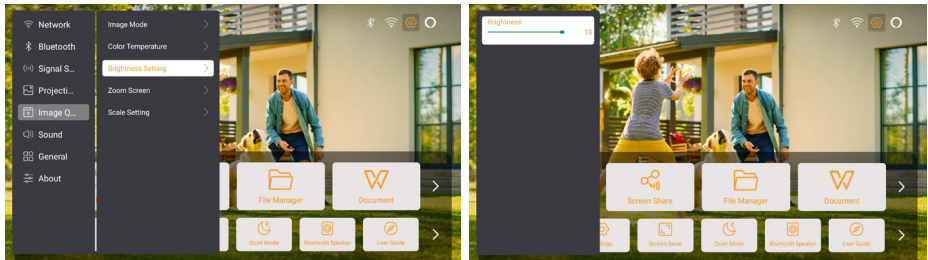 Network
Bluetooth
Signal S...
Projecti...
Image Q...
Sound
General
About
Image Mode
Color Temperature
Brightness Setting
Zoom Screen
Scale Setting
File Manager
Document
Quiet Mode
Bluetooth Speaker
User Guide
Brightness
10
Screen Share
File Manager
Document
ings
Screen Saver
Quiet Mode
Bluetooth Speaker
User Guide